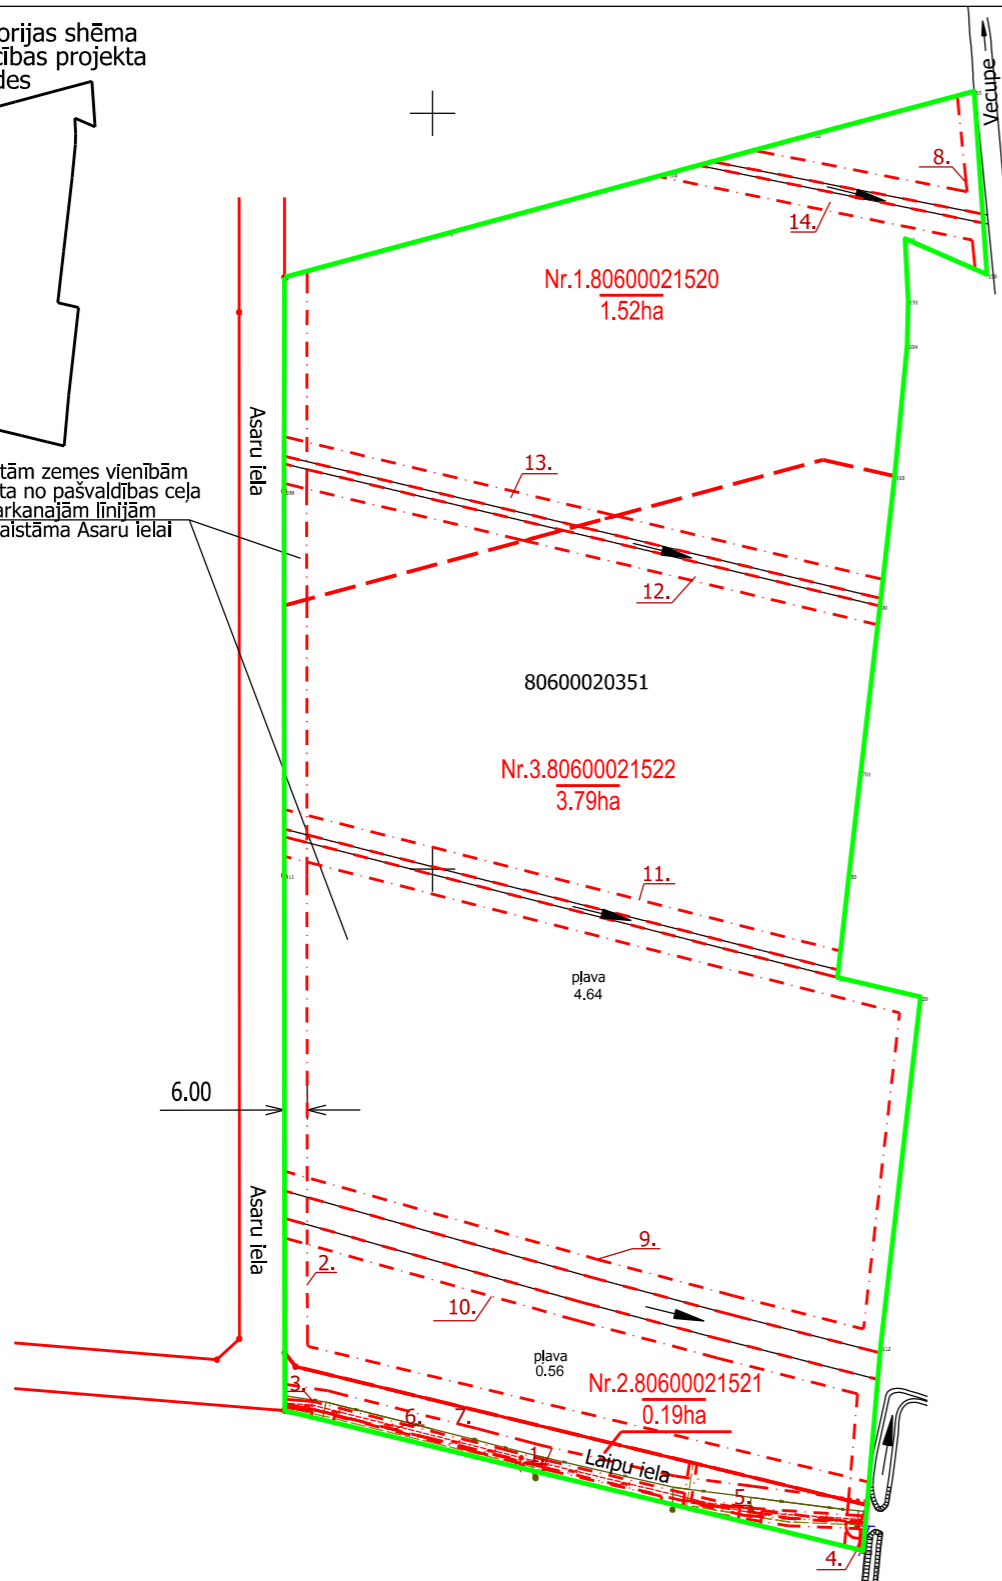 orijas shēma
cības projekta
des
Vecupe
8.
14.
Nr.1.80600021520
1.52ha
Asaru iela
tām zemes vienībām
ta no pašvaldības ceļa
arkanajām līnijām
aistāma Asaru ielai
13.
12.
80600020351
Nr.3.80600021522
3.79ha
11.
pļava
4.64
6.00
Asaru iela
9.
2.
10.
pļava
0.56
Nr.2.80600021521
0.19ha
3.
6.
7.
1.
Laipu iela
5.
4.